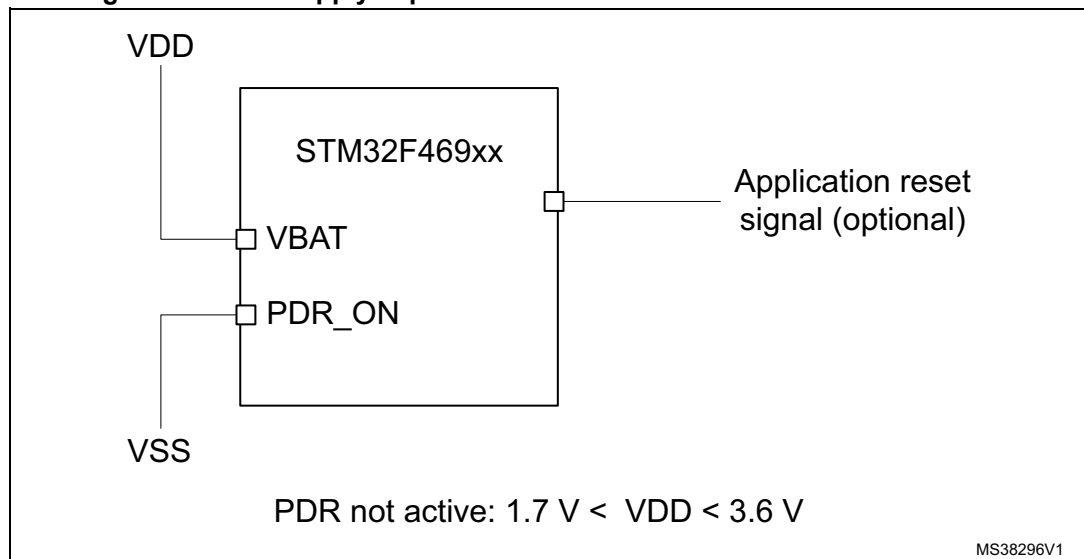 VDD
STM32F469xx
Application reset
signal (optional)
VBAT
PDR_ON
VSS
PDR not active: 1.7 V < VDD < 3.6 V
MS38296V1